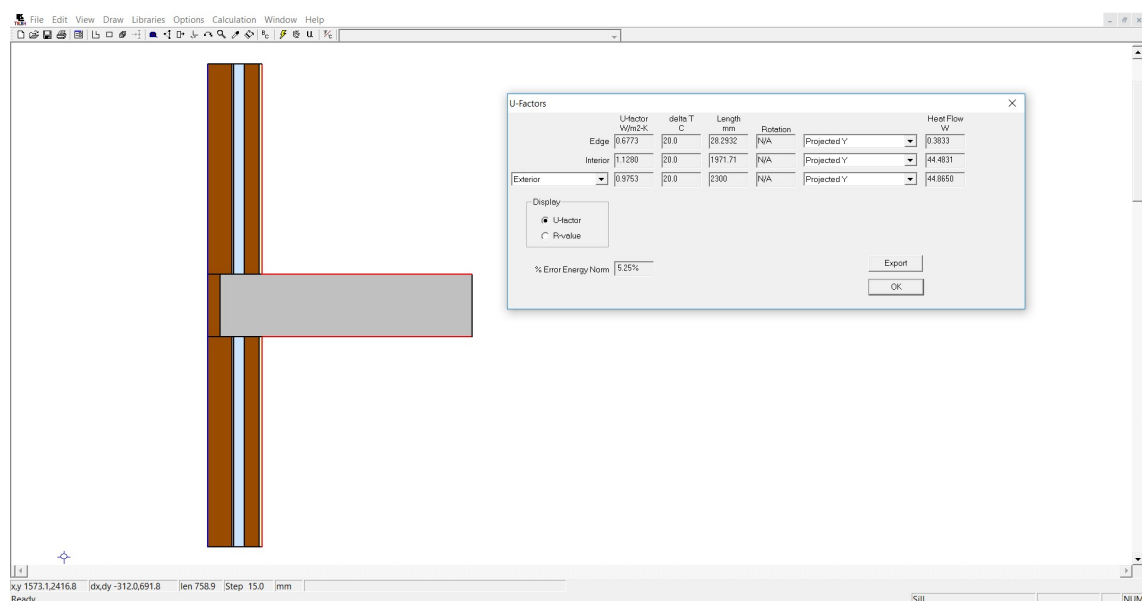 File Edit View Draw Libraries Options Calculation Window Help
U-Factors
U-factor delta T Length Heat Flow
W/m2-K C mm Rotation W
Edge 0.6773 20.0 28.2932 N/A Projected Y 0.3833
Interior 1.1280 20.0 1971.71 N/A Projected Y 44.4831
Exterior 0.9753 20.0 2300 N/A Projected Y 44.8650
Display
U-factor
R-value
% Error Energy Norm 5.25%
Export
OK
x,y 1573.1,2416.8 dx,dy -312.0,691.8 len 758.9 Step 15.0 mm
Ready Sill NUM